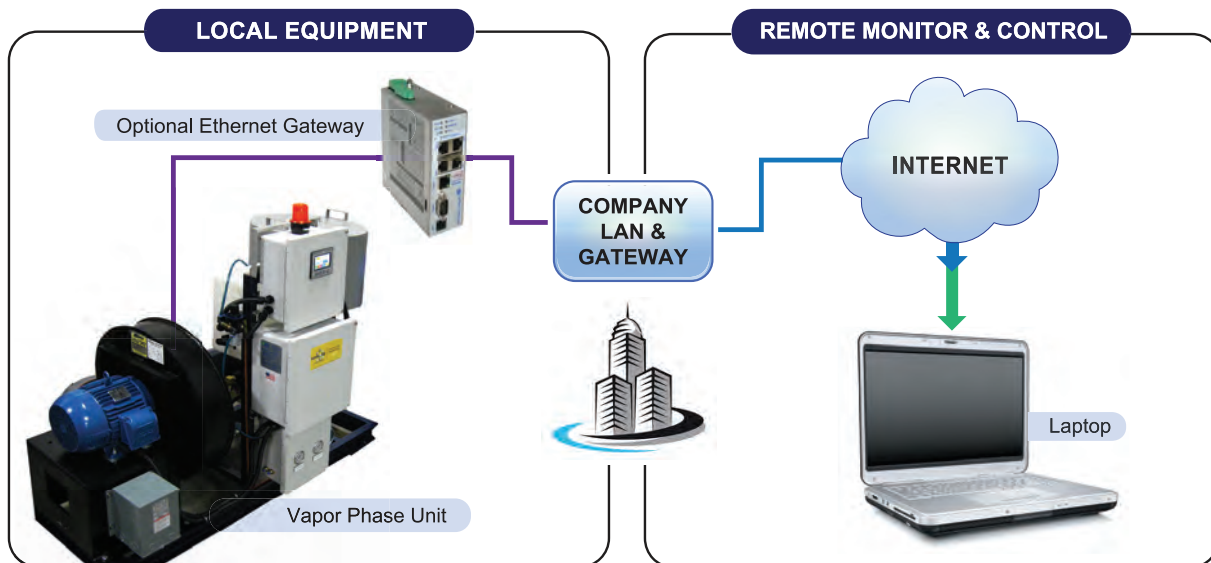 LOCAL EQUIPMENT
REMOTE MONITOR & CONTROL
Optional Ethernet Gateway
INTERNET
COMPANY
LAN &
GATEWAY
Laptop
Vapor Phase Unit